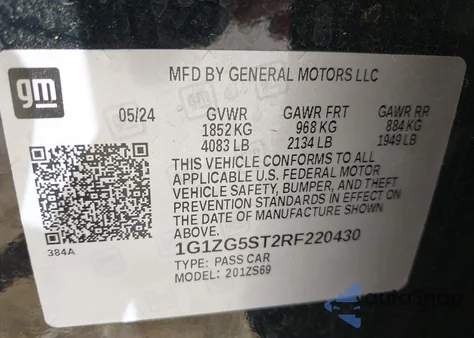 gm
MFD BY GENERAL MOTORS LLC
05/24 GVWR GAWR FRT GAWR RR
1852 KG 968 KG 884 KG
4083 LB 2134 LB 1949 LB
THIS VEHICLE CONFORMS TO ALL
APPLICABLE U.S. FEDERAL MOTOR
VEHICLE SAFETY, BUMPER, AND THEFT
PREVENTION STANDARDS IN EFFECT ON
THE DATE OF MANUFACTURE SHOWN
ABOVE.
384A
1G1ZG5ST2RF220430
TYPE: PASS CAR
MODEL: 201ZS69